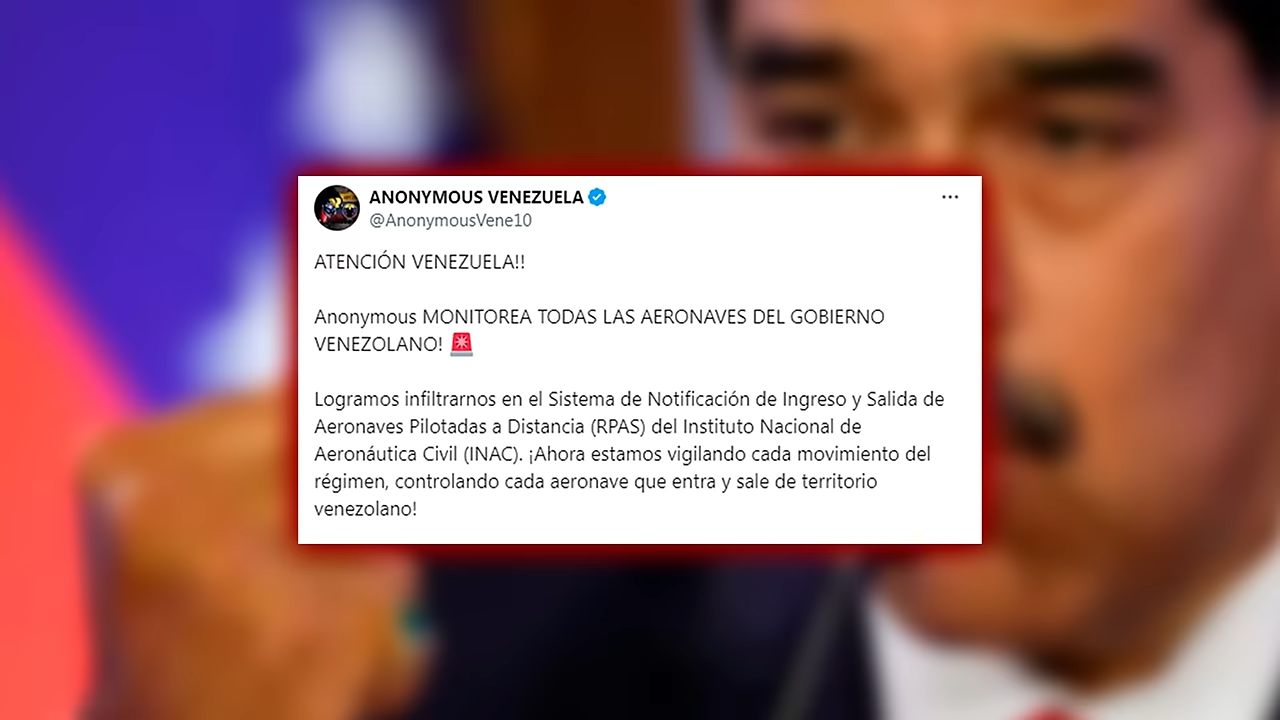 ANONYMOUS VENEZUELA
@AnonymousVene10
ATENCIÓN VENEZUELA!!
Anonymous MONITOREA TODAS LAS AERONAVES DEL GOBIERNO
VENEZOLANO! 🚨
Logramos infiltrarnos en el Sistema de Notificación de Ingreso y Salida de
Aeronaves Pilotadas a Distancia (RPAS) del Instituto Nacional de
Aeronáutica Civil (INAC). ¡Ahora estamos vigilando cada movimiento del
régimen, controlando cada aeronave que entra y sale de territorio
venezolano!